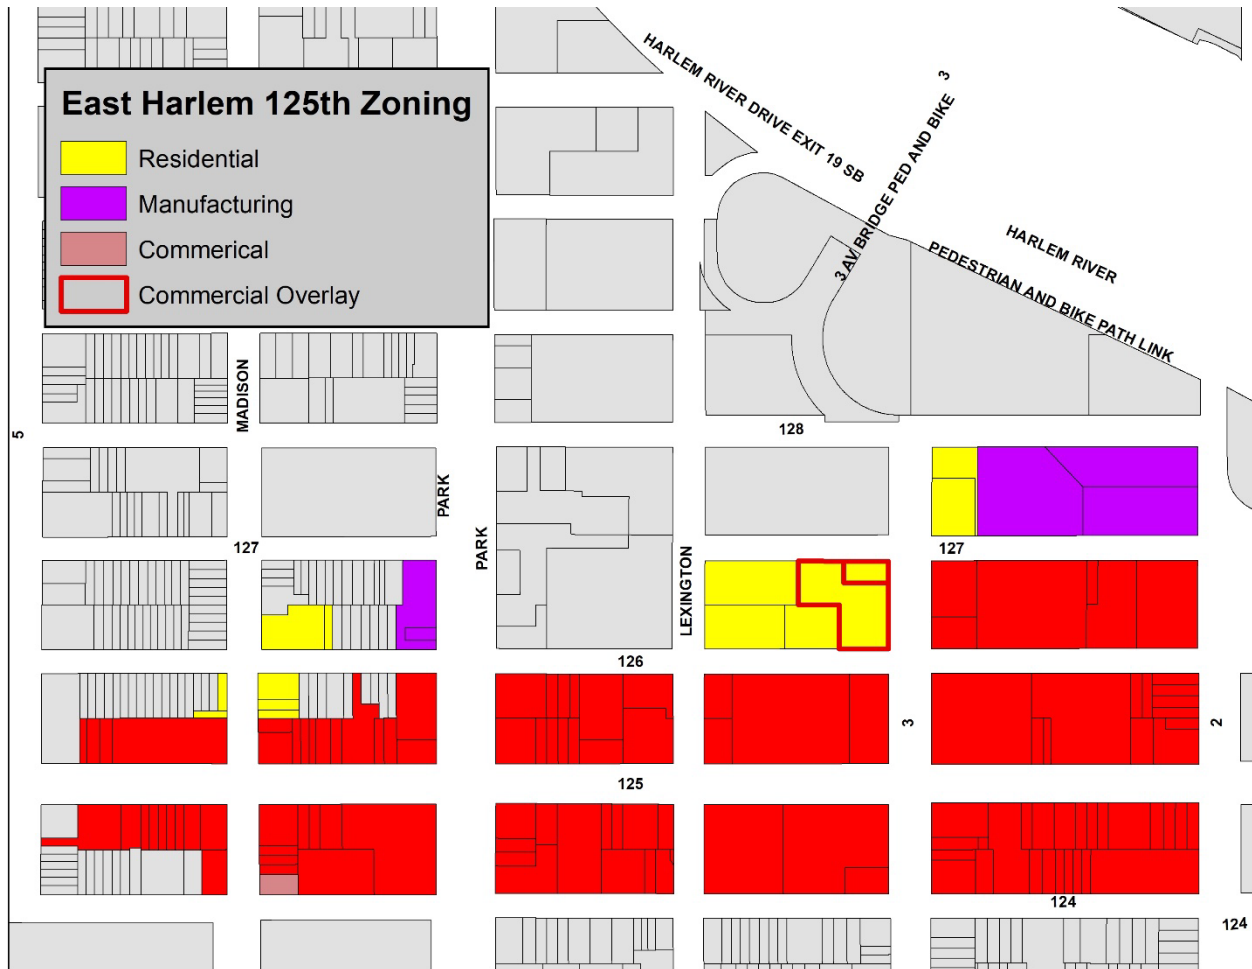 East Harlem 125th Zoning
Residential
Manufacturing
Commerical
Commercial Overlay
HARLEM RIVER DRIVE EXIT 19 SB
3 AV BRIDGE PED AND BIKE
3
HARLEM RIVER
PEDESTRIAN AND BIKE PATH LINK
MADISON
5
128
PARK
PARK
127
127
LEXINGTON
126
3
2
125
124
124